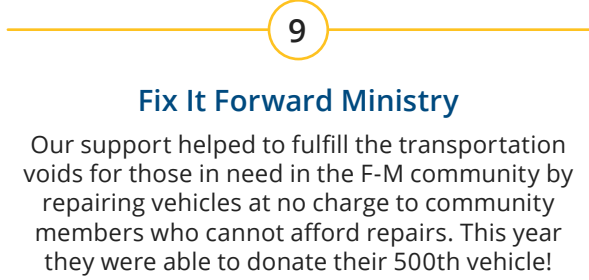 9
Fix It Forward Ministry
Our support helped to fulfill the transportation
voids for those in need in the F-M community by
repairing vehicles at no charge to community
members who cannot afford repairs. This year
they were able to donate their 500th vehicle!